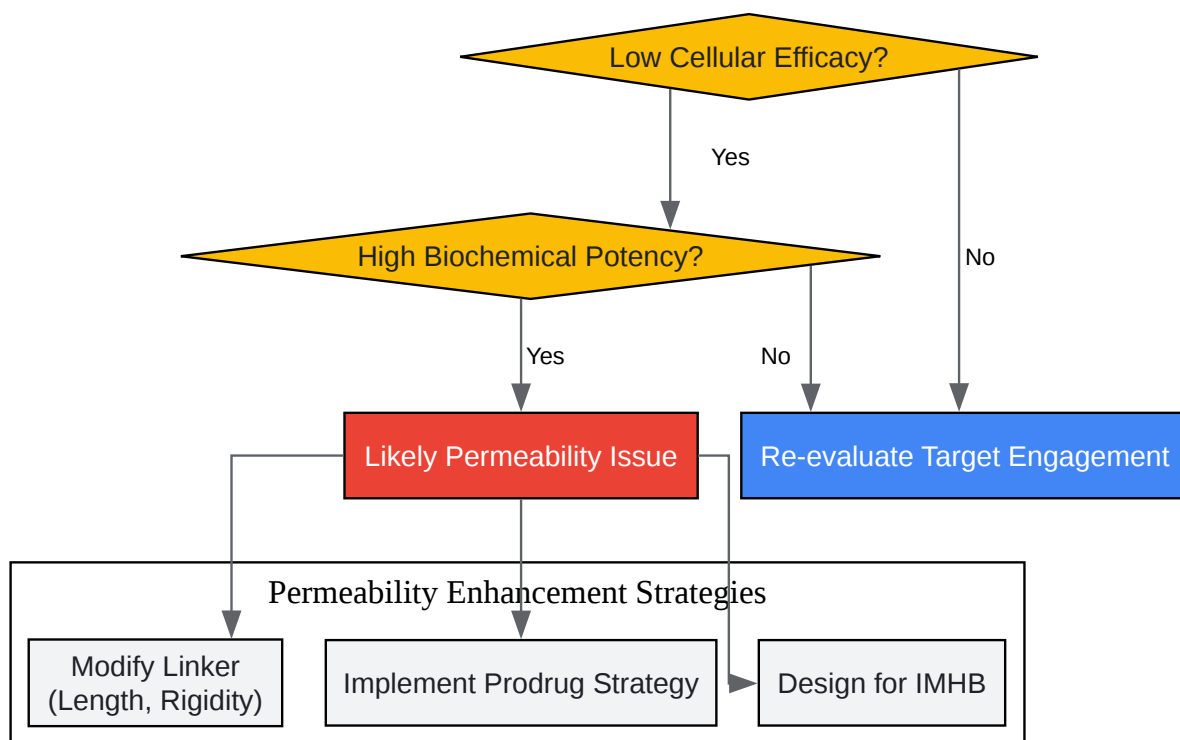 Low Cellular Efficacy?
Yes
High Biochemical Potency?
No
Yes
No
Likely Permeability Issue
Re-evaluate Target Engagement
Permeability Enhancement Strategies
Modify Linker
(Length, Rigidity)
Implement Prodrug Strategy
Design for IMHB